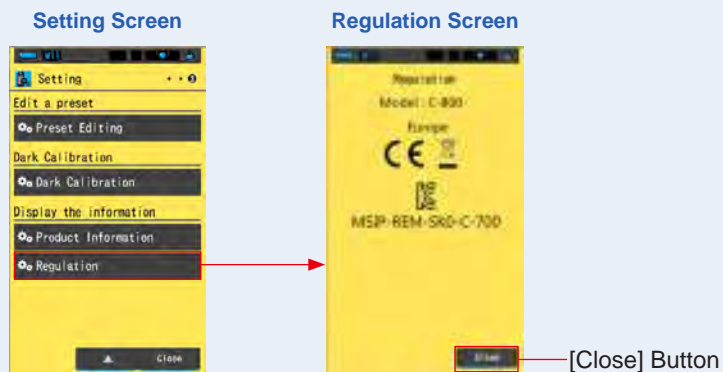 Setting Screen
Regulation Screen
Setting
Edit a preset
Preset Editing
Dark Calibration
Dark Calibration
Display the information
Product Information
Regulation
Close
Regulation
Model: C-800
Europe
CE
MSIP-REM-SKD-C-700
Close
[Close] Button